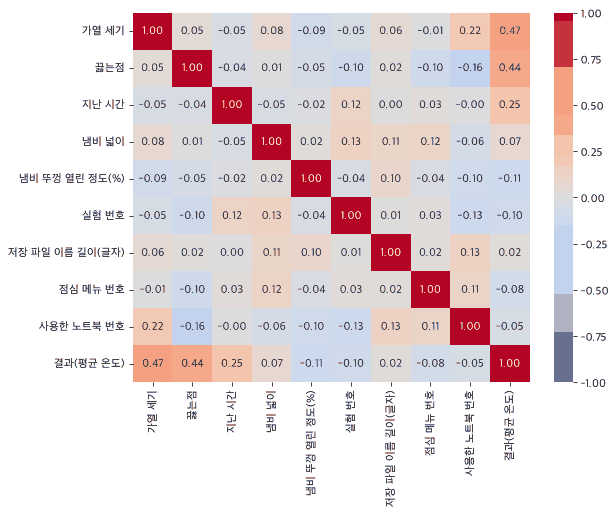 가열 세기 1.00 0.05 -0.05 0.08 -0.09 -0.05 0.06 -0.01 0.22 0.47
끓는점 0.05 1.00 -0.04 0.01 -0.05 -0.10 0.02 -0.10 -0.16 0.44
지난 시간 -0.05 -0.04 1.00 -0.05 -0.02 0.12 0.00 0.03 -0.00 0.25
냄비 넓이 0.08 0.01 -0.05 1.00 0.02 0.13 0.11 0.12 -0.06 0.07
냄비 뚜껑 열린 정도(%) -0.09 -0.05 -0.02 0.02 1.00 -0.04 0.10 -0.04 -0.10 -0.11
실험 번호 -0.05 -0.10 0.12 0.13 -0.04 1.00 0.01 0.03 -0.13 -0.10
저장 파일 이름 길이(글자) 0.06 0.02 0.00 0.11 0.10 0.01 1.00 0.02 0.13 0.02
점심 메뉴 번호 -0.01 -0.10 0.03 0.12 -0.04 0.03 0.02 1.00 0.11 -0.08
사용한 노트북 번호 0.22 -0.16 -0.00 -0.06 -0.10 -0.13 0.13 0.11 1.00 -0.05
결과(평균 온도) 0.47 0.44 0.25 0.07 -0.11 -0.10 0.02 -0.08 -0.05 1.00
가열 세기
끓는점
지난 시간
냄비 넓이
냄비 뚜껑 열린 정도(%)
실험 번호
저장 파일 이름 길이(글자)
점심 메뉴 번호
사용한 노트북 번호
결과(평균 온도)
1.00
0.75
0.50
0.25
0.00
-0.25
-0.50
-0.75
-1.00